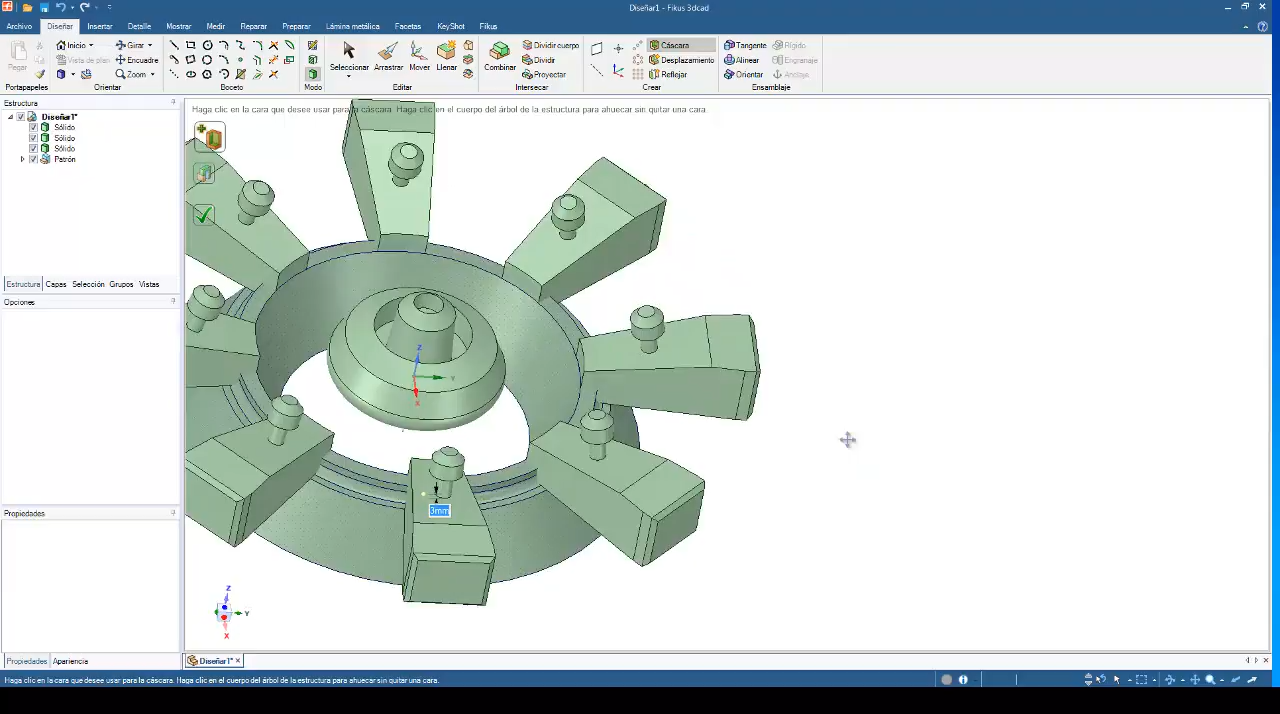 Diseñar1 - Fikus 3dcad
Archivo Diseñar Insertar Detalle Mostrar Medir Reparar Preparar Lámina metálica Facetas KeyShot Fikus
Inicio Girar
Vista de plan Encuadre
Zoom
Pegar
Seleccionar Arrastrar Mover Llenar
Combinar
Dividir cuerpo
Dividir
Proyectar
Cáscara
Desplazamiento
Reflejar
Tangente Rígido
Alinear Engranaje
Orientar Anclaje
Portapapeles Orientar Boceto Modo Editar Intersecar Crear Ensamblaje
Estructura
Diseñar1*
Sólido
Sólido
Sólido
Patrón
Estructura Capas Selección Grupos Vistas
Opciones
Propiedades
Propiedades Apariencia
Haga clic en la cara que desee usar para la cáscara. Haga clic en el cuerpo del árbol de la estructura para ahuecar sin quitar una cara.
Z
Y
X
3mm
Z
Y
X
Diseñar1*
Haga clic en la cara que desee usar para la cáscara. Haga clic en el cuerpo del árbol de la estructura para ahuecar sin quitar una cara.